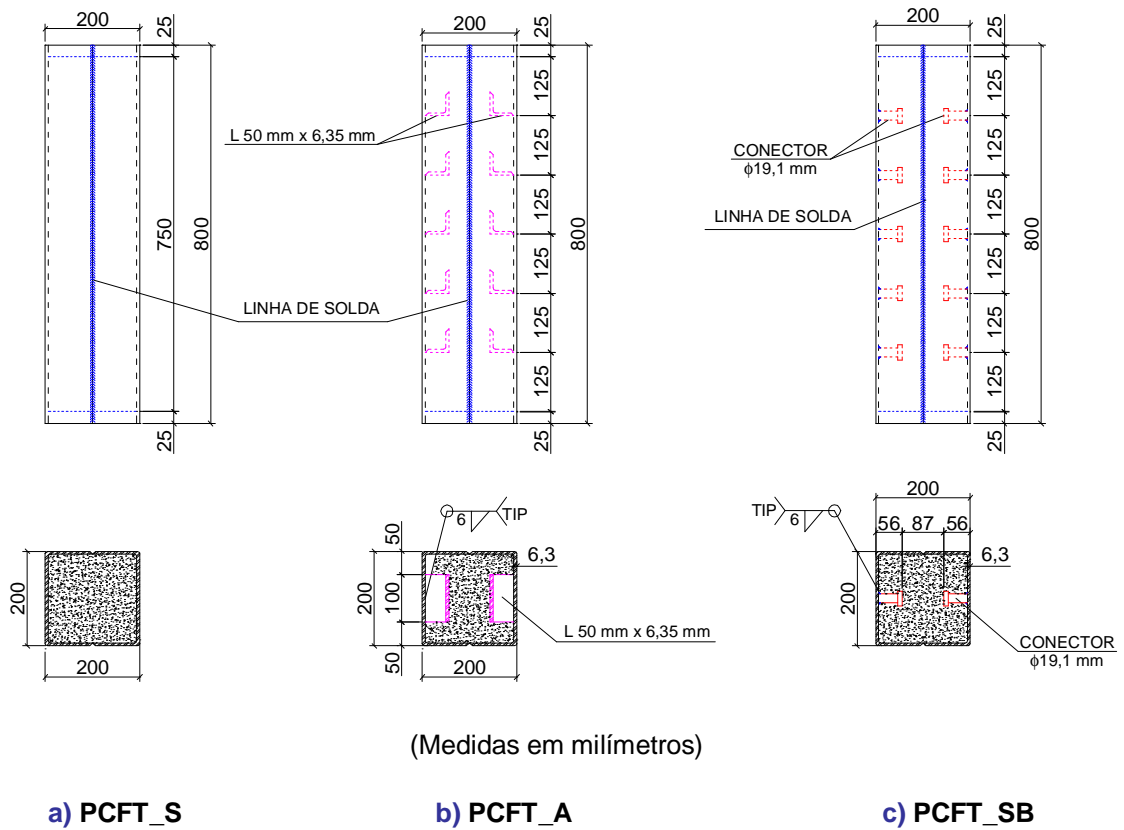 200
25
750
800
25
200
25
125
125
125
125
125
125
25
800
L 50 mm x 6,35 mm
LINHA DE SOLDA
200
25
125
125
125
125
125
125
25
800
CONECTOR
ϕ19,1 mm
LINHA DE SOLDA
200
200
6
TIP
50
100
50
200
6,3
L 50 mm x 6,35 mm
200
TIP
6
200
56
87
56
6,3
200
CONECTOR
ϕ19,1 mm
(Medidas em milímetros)
a) PCFT_S
b) PCFT_A
c) PCFT_SB